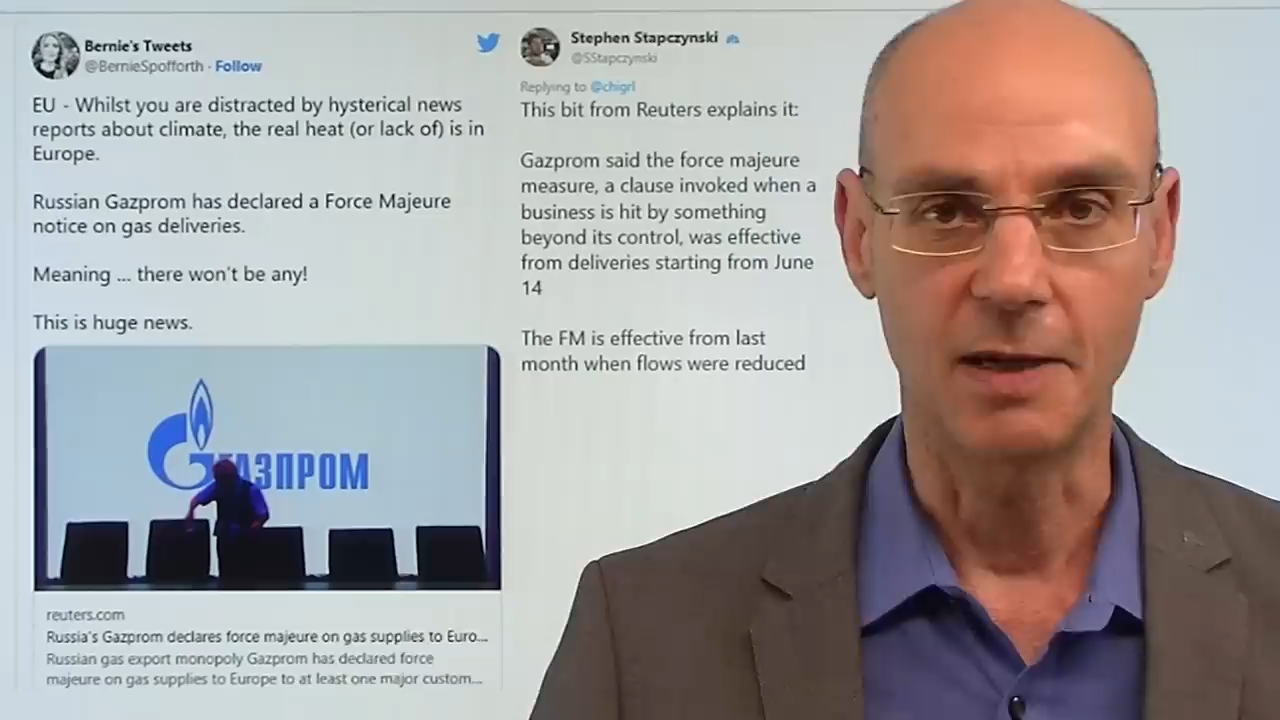 Bernie's Tweets
@BernieSpofforth · Follow
EU - Whilst you are distracted by hysterical news
reports about climate, the real heat (or lack of) is in
Europe.
Russian Gazprom has declared a Force Majeure
notice on gas deliveries.
Meaning ... there won't be any!
This is huge news.
ГАЗПРОМ
reuters.com
Russia's Gazprom declares force majeure on gas supplies to Euro...
Russian gas export monopoly Gazprom has declared force
majeure on gas supplies to Europe to at least one major custom...
Stephen Stapczynski
@SStapczynski
Replying to @chigrl
This bit from Reuters explains it:
Gazprom said the force majeure
measure, a clause invoked when a
business is hit by something
beyond its control, was effective
from deliveries starting from June
14
The FM is effective from last
month when flows were reduced